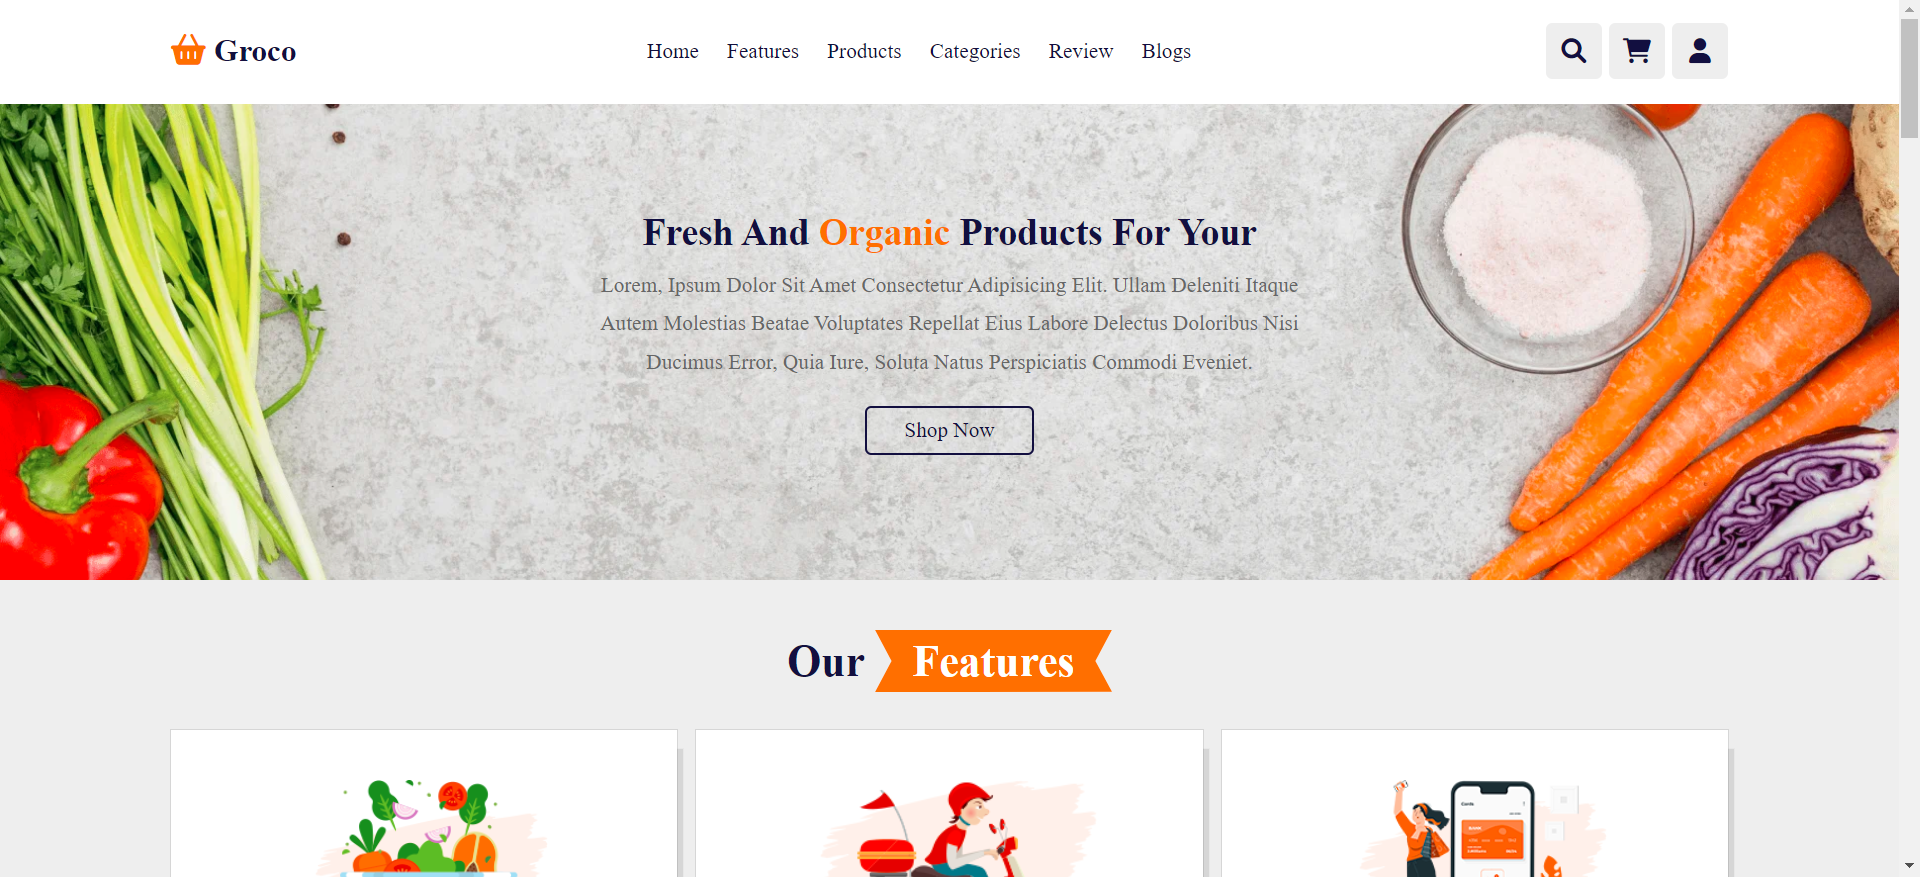 Groco
Home Features Products Categories Review Blogs
Fresh And Organic Products For Your
Lorem, Ipsum Dolor Sit Amet Consectetur Adipisicing Elit. Ullam Deleniti Itaque
Autem Molestias Beatae Voluptates Repellat Eius Labore Delectus Doloribus Nisi
Ducimus Error, Quia Iure, Soluta Natus Perspiciatis Commodi Eveniet.
Shop Now
Our Features
Cards